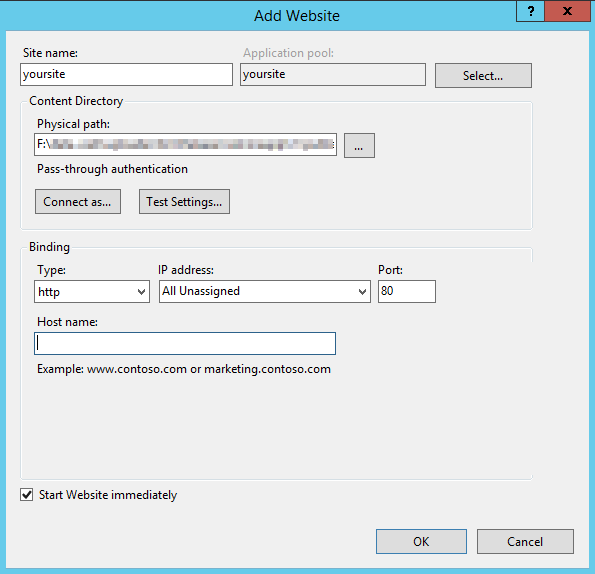 Add Website
?
x
Site name:
Application pool:
yoursite
yoursite
Select...
Content Directory
Physical path:
F:\
...
Pass-through authentication
Connect as...
Test Settings...
Binding
Type:
IP address:
Port:
http
All Unassigned
80
Host name:
Example: www.contoso.com or marketing.contoso.com
Start Website immediately
OK
Cancel